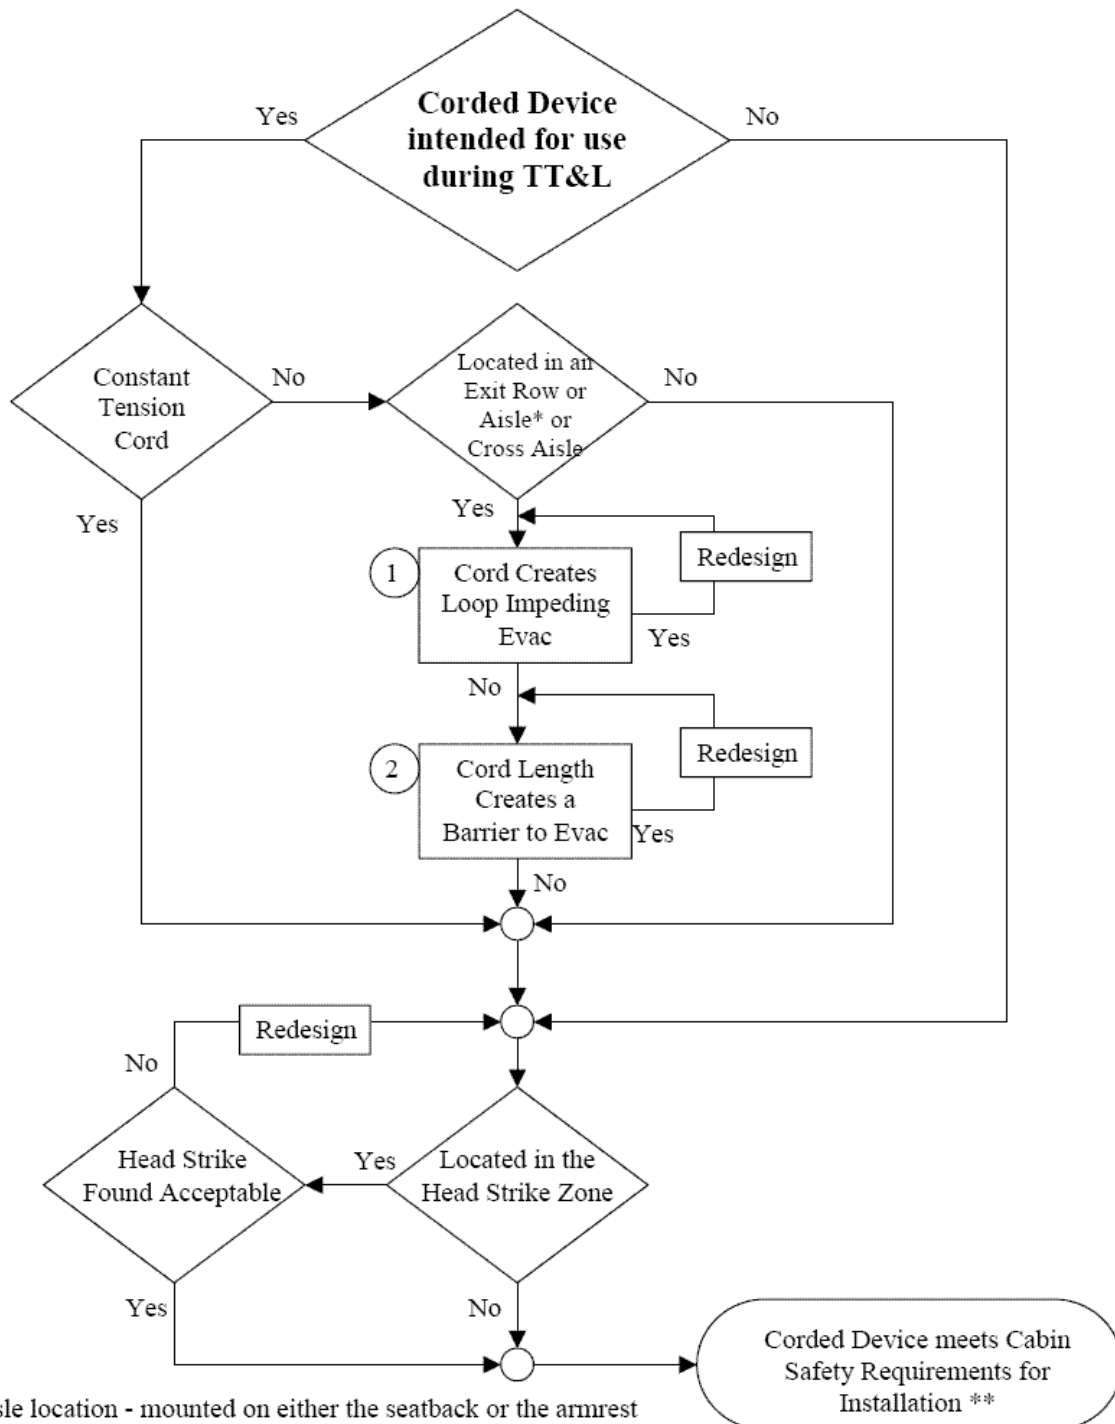 Yes
Corded Device
intended for use
during TT&L
No
Constant
Tension
Cord
No
Located in an
Exit Row or
Aisle* or
Cross Aisle
No
Yes
Yes
Redesign
1
Cord Creates
Loop Impeding
Evac
Yes
No
Redesign
2
Cord Length
Creates a
Barrier to Evac
Yes
No
Redesign
No
Head Strike
Found Acceptable
Yes
Located in the
Head Strike Zone
Yes
No
Corded Device meets Cabin
Safety Requirements for
Installation **
location - mounted on either the seatback or the armrest